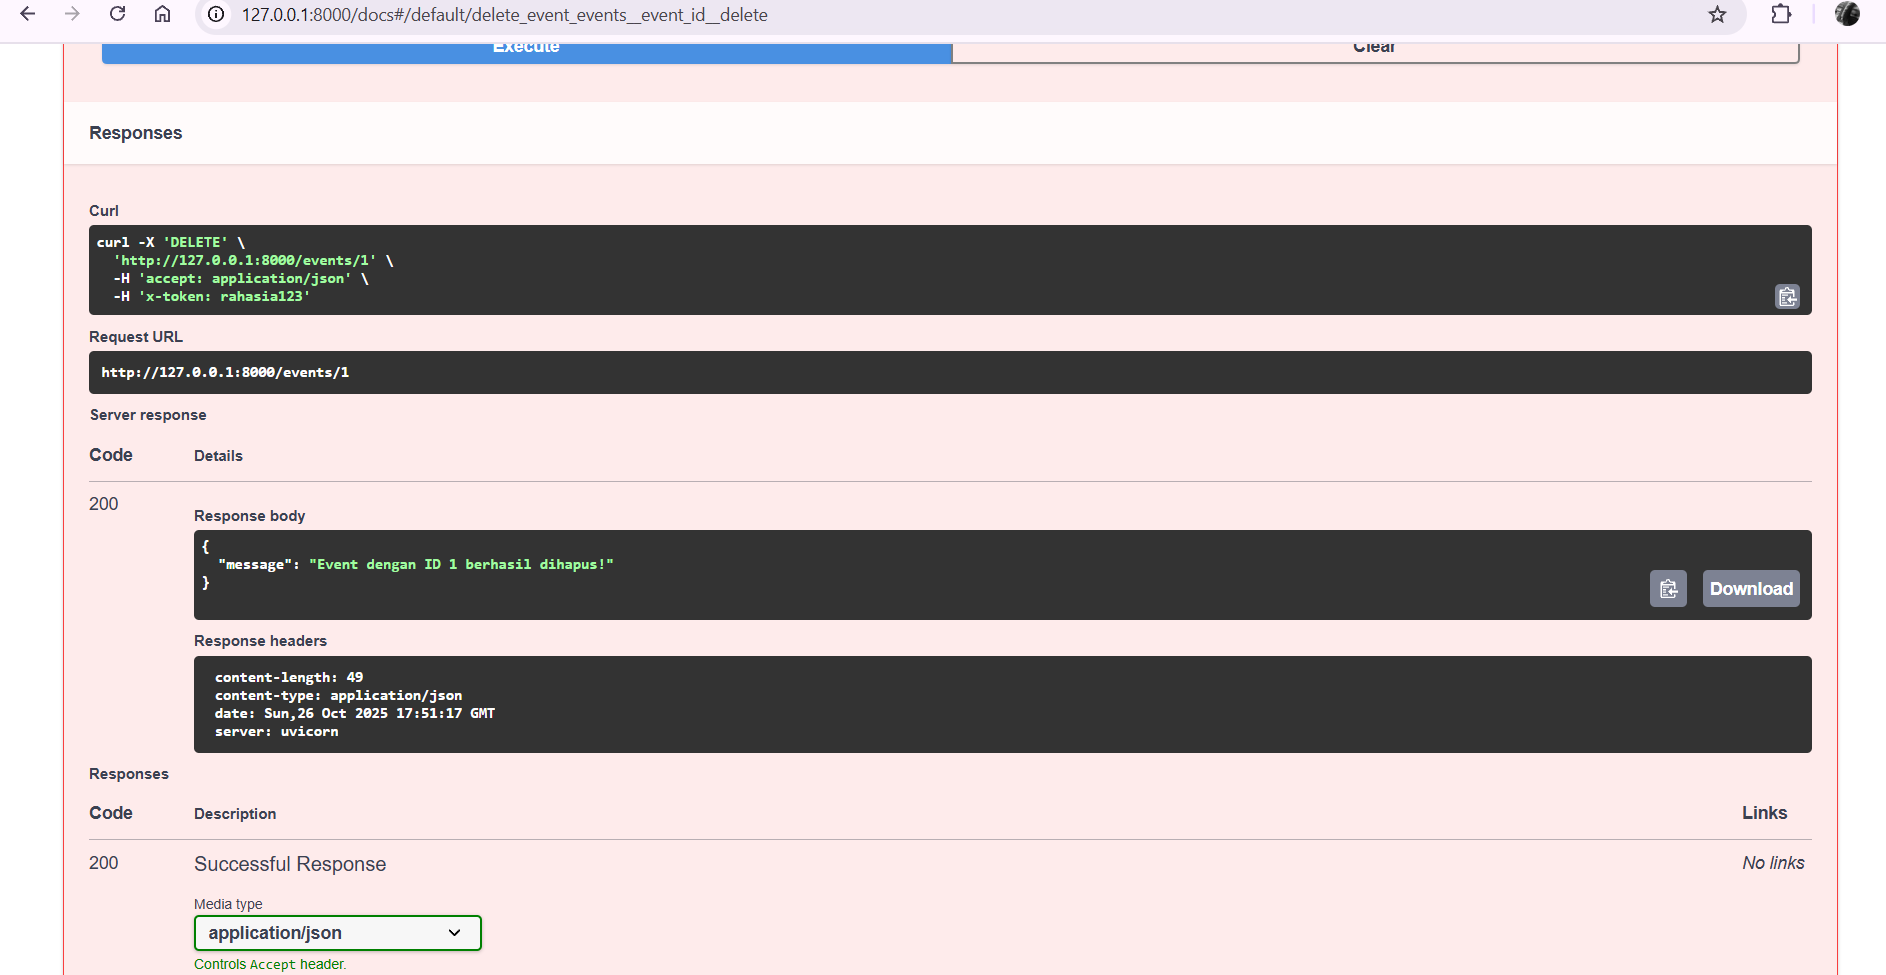 127.0.0.1:8000/docs#/default/delete_event_events__event_id__delete
Execute
Clear
Responses
Curl
curl -X 'DELETE' \
'http://127.0.0.1:8000/events/1' \
-H 'accept: application/json' \
-H 'x-token: rahasia123'
Request URL
http://127.0.0.1:8000/events/1
Server response
Code Details
200
Response body
{
"message": "Event dengan ID 1 berhasil dihapus!"
}
Download
Response headers
content-length: 49
content-type: application/json
date: Sun,26 Oct 2025 17:51:17 GMT
server: uvicorn
Responses
Code Description Links
200 Successful Response No links
Media type
application/json
Controls Accept header.